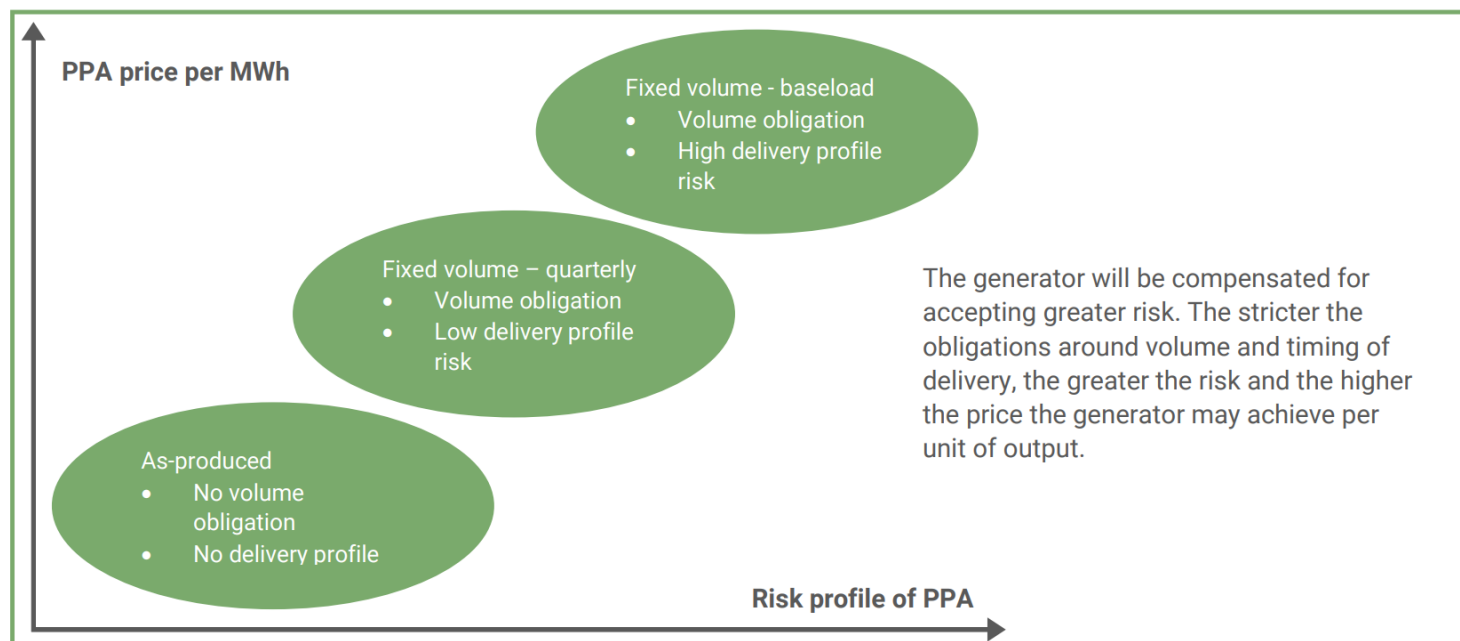 PPA price per MWh
Fixed volume - baseload
• Volume obligation
• High delivery profile
risk
Fixed volume – quarterly
• Volume obligation
• Low delivery profile
risk
The generator will be compensated for
accepting greater risk. The stricter the
obligations around volume and timing of
delivery, the greater the risk and the higher
the price the generator may achieve per
unit of output.
As-produced
• No volume
obligation
• No delivery profile
Risk profile of PPA